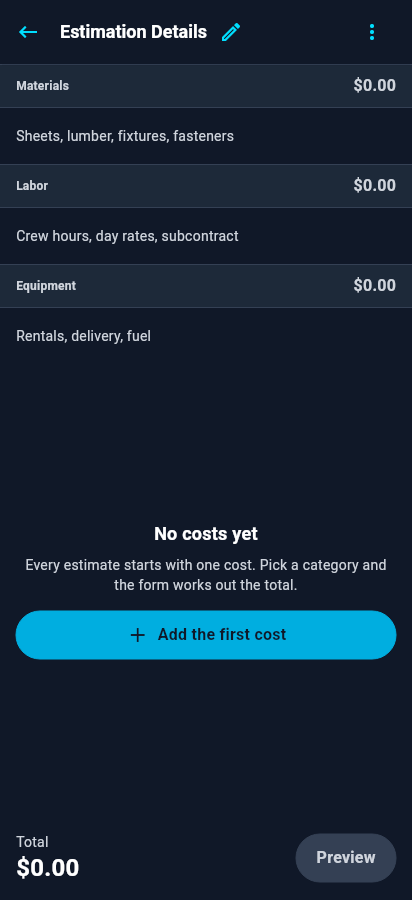 Estimation Details
Materials $0.00
Sheets, lumber, fixtures, fasteners
Labor $0.00
Crew hours, day rates, subcontract
Equipment $0.00
Rentals, delivery, fuel
No costs yet
Every estimate starts with one cost. Pick a category and
the form works out the total.
Add the first cost
Total
$0.00
Preview